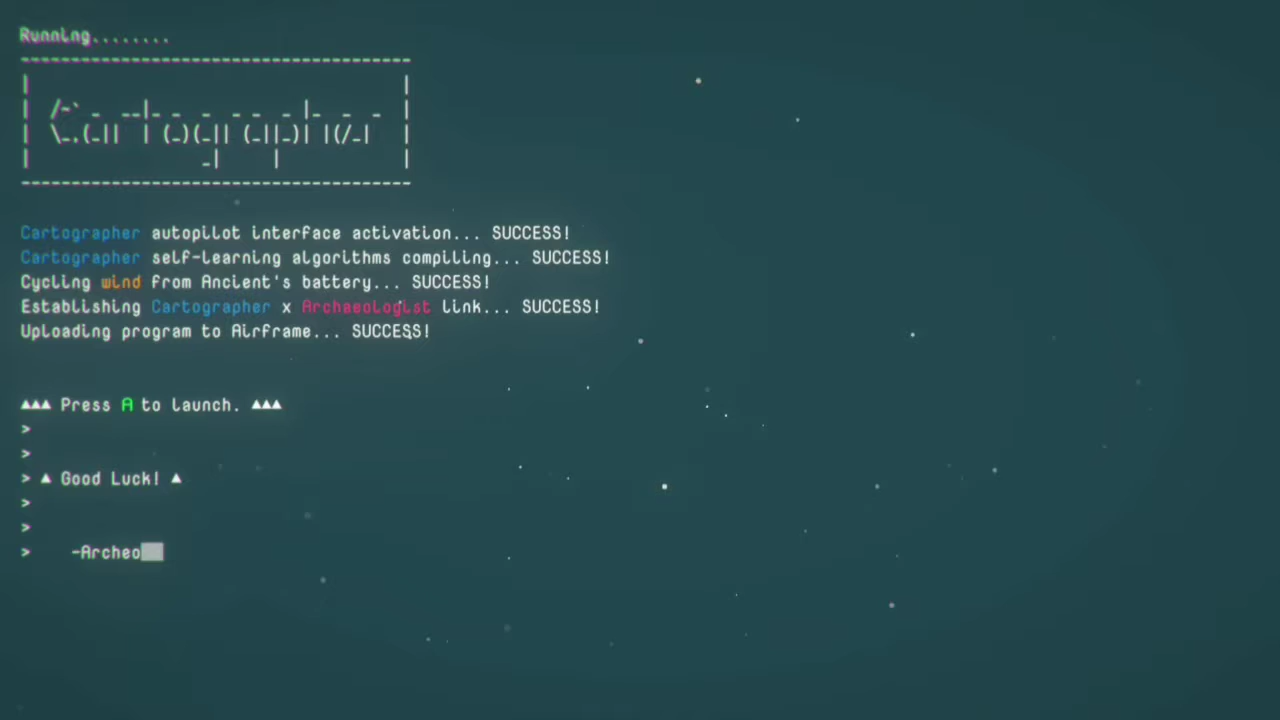 Running........
Cartographer
Cartographer autopilot interface activation... SUCCESS!
Cartographer self-learning algorithms compiling... SUCCESS!
Cycling wind from Ancient's battery... SUCCESS!
Establishing Cartographer x Archaeologist link... SUCCESS!
Uploading program to Airframe... SUCCESS!
▲▲▲ Press A to launch. ▲▲▲
>
>
> ▲ Good Luck! ▲
>
>
> -Archeo